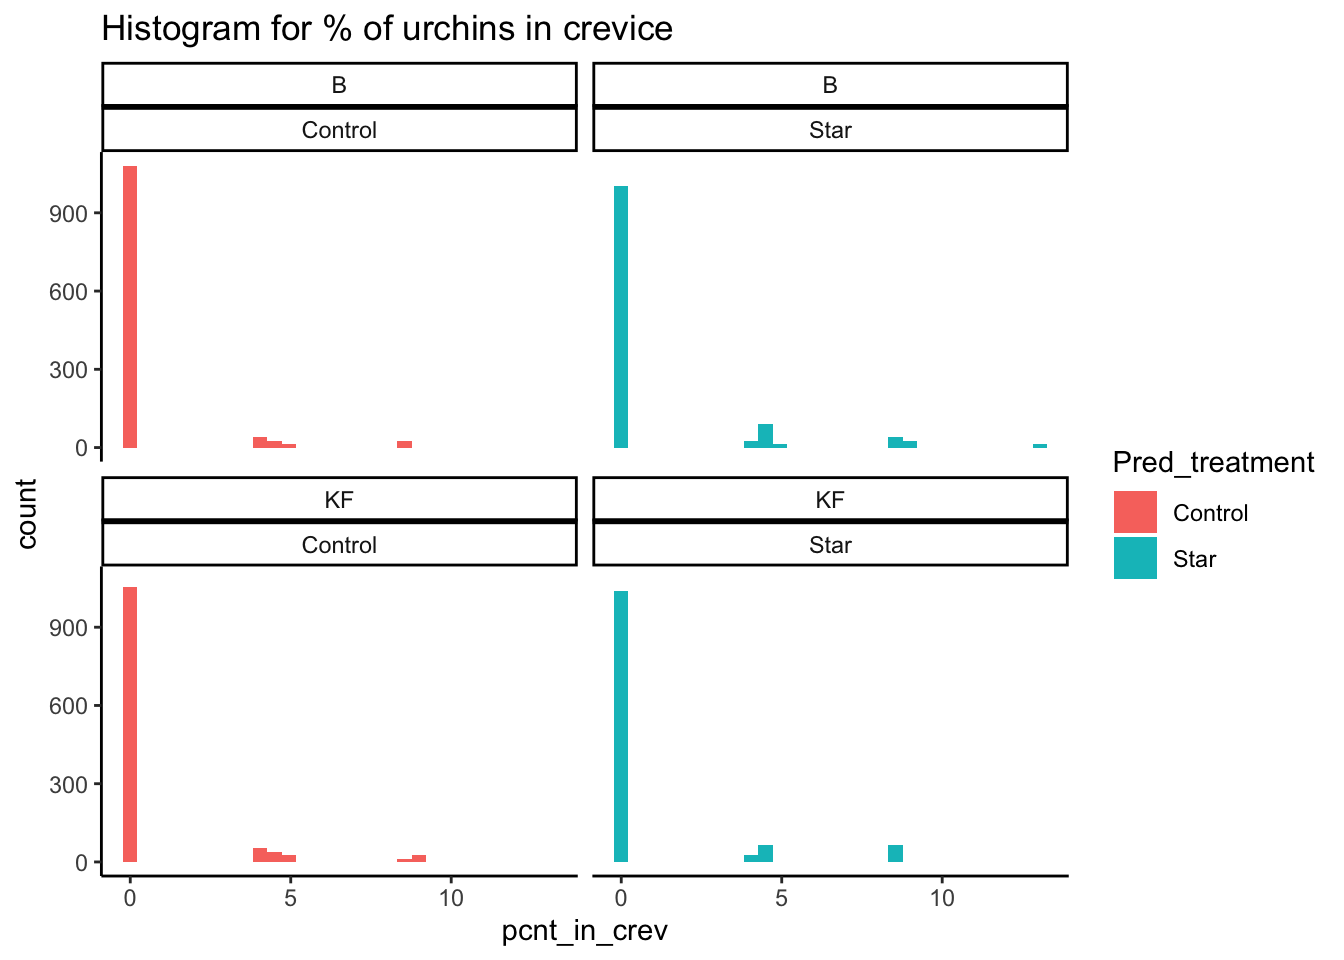 Histogram for % of urchins in crevice
B
B
Control
Star
900
600
300
0
KF
KF
Control
Star
900
600
300
0
0
5
10
0
5
10
count
pcnt_in_crev
Pred_treatment
Control
Star